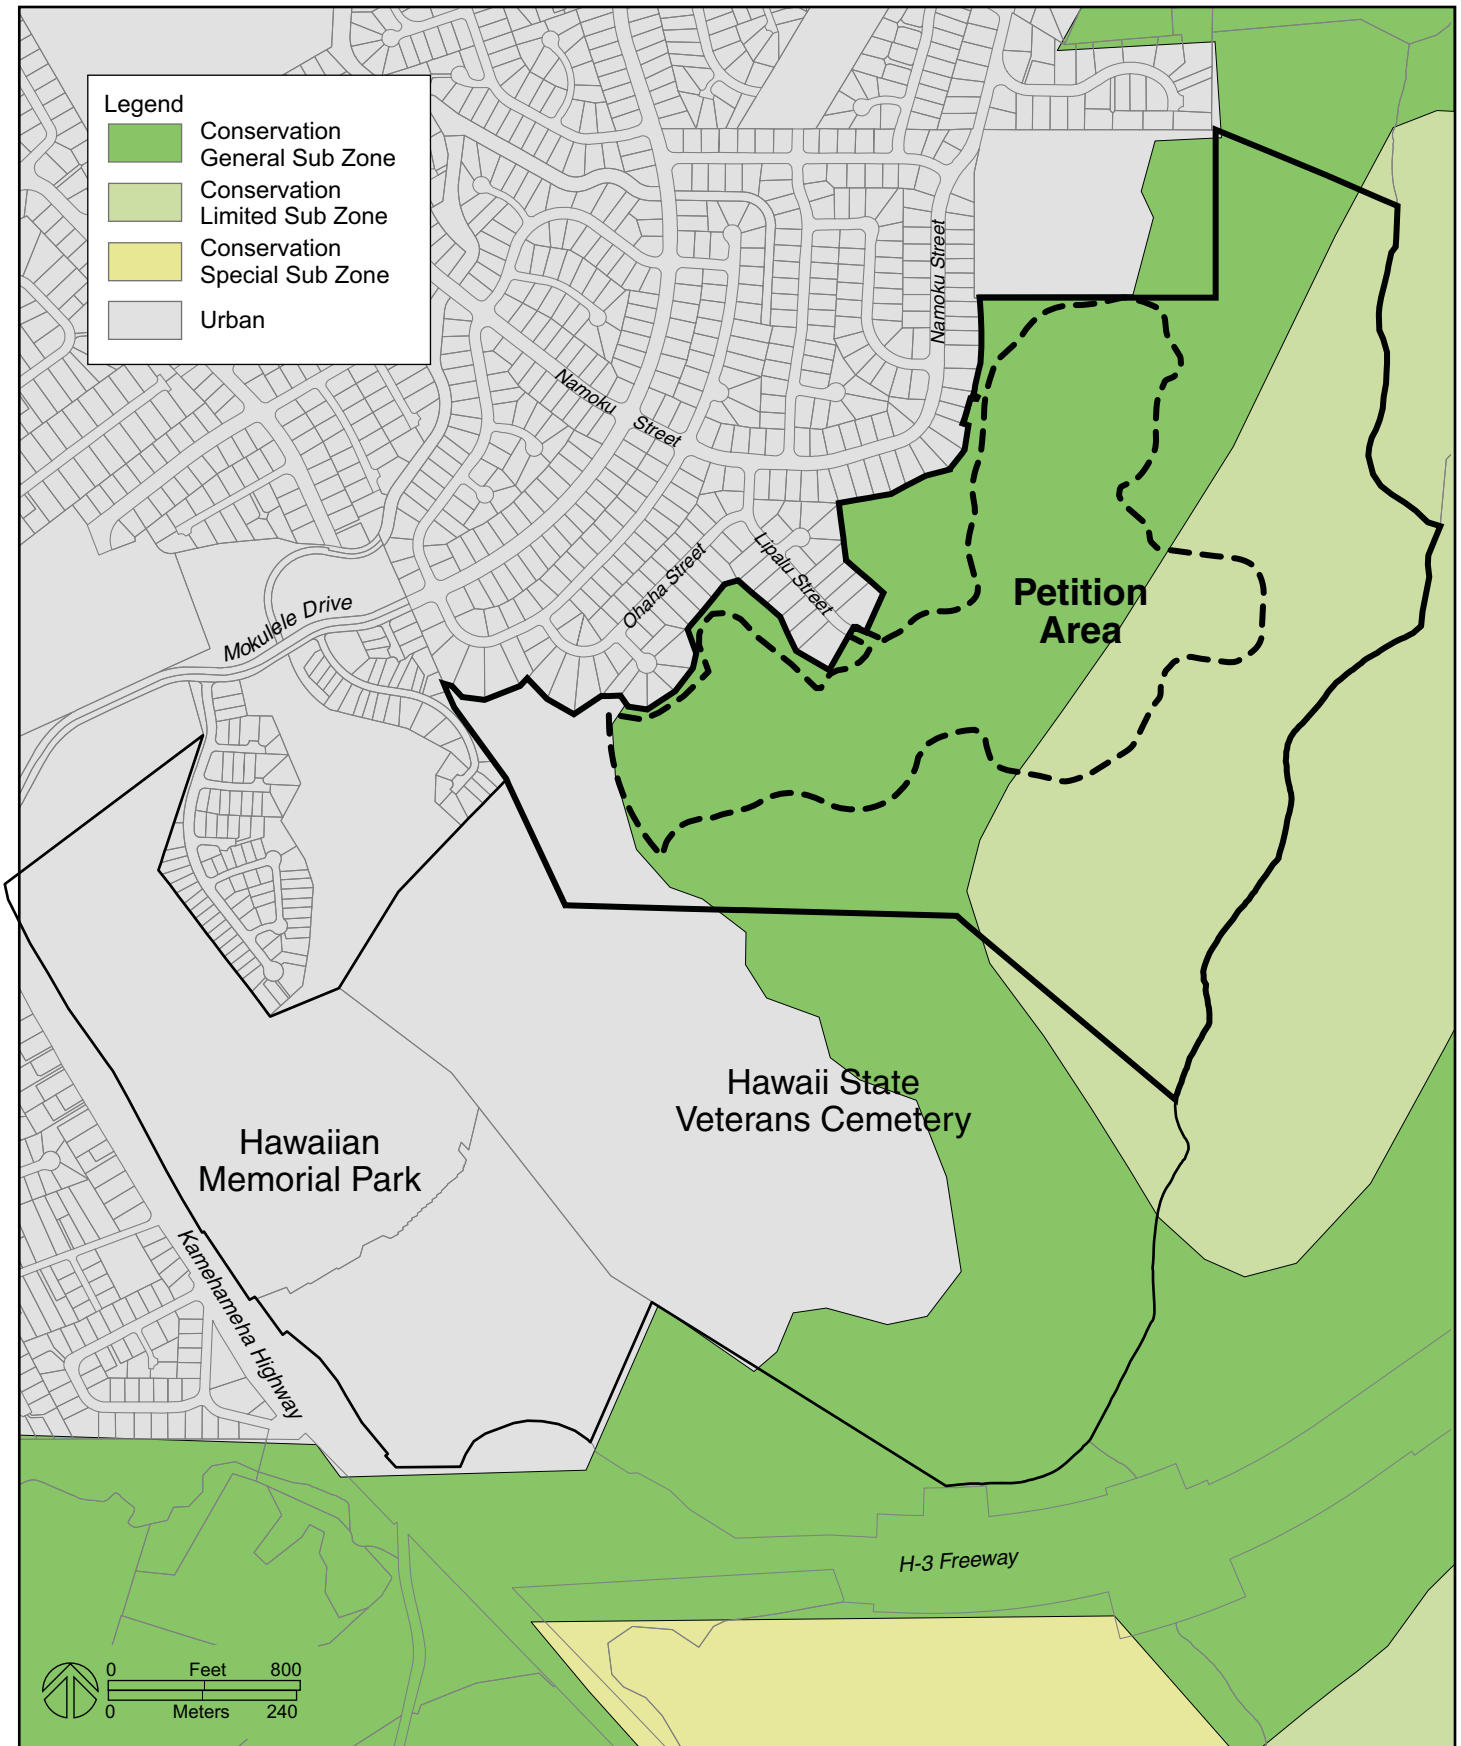 Legend
Conservation
General Sub Zone
Conservation
Limited Sub Zone
Conservation
Special Sub Zone
Urban
Namoku Street
Namoku Street
Lipalu Street
Ohaha Street
Mokulele Drive
Petition
Area
Hawaii State
Veterans Cemetery
Hawaiian
Memorial Park
Kamehameha Highway
H-3 Freeway
0 Feet 800
0 Meters 240